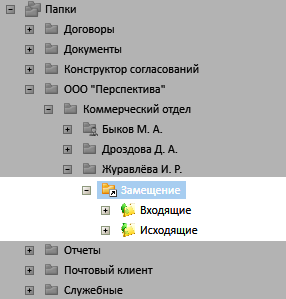 Папки
Договоры
Документы
Конструктор согласований
ООО "Перспектива"
Коммерческий отдел
Быков М. А.
Дроздова Д. А.
Журавлёва И. Р.
Замещение
Входящие
Исходящие
Отчеты
Почтовый клиент
Служебные